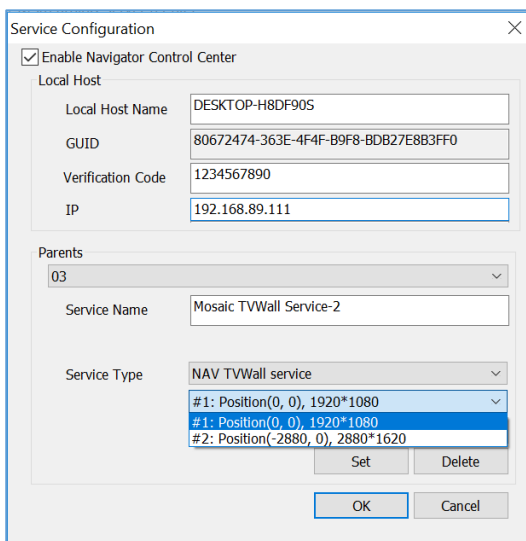 Service Configuration
Enable Navigator Control Center
Local Host
Local Host Name DESKTOP-H8DF90S
GUID 80672474-363E-4F4F-B9F8-BDB27E8B3FF0
Verification Code 1234567890
IP 192.168.89.111
Parents
03
Service Name Mosaic TVWall Service-2
Service Type NAV TVWall service
#1: Position(0, 0), 1920*1080
#1: Position(0, 0), 1920*1080
#2: Position(-2880, 0), 2880*1620
Set Delete
OK Cancel